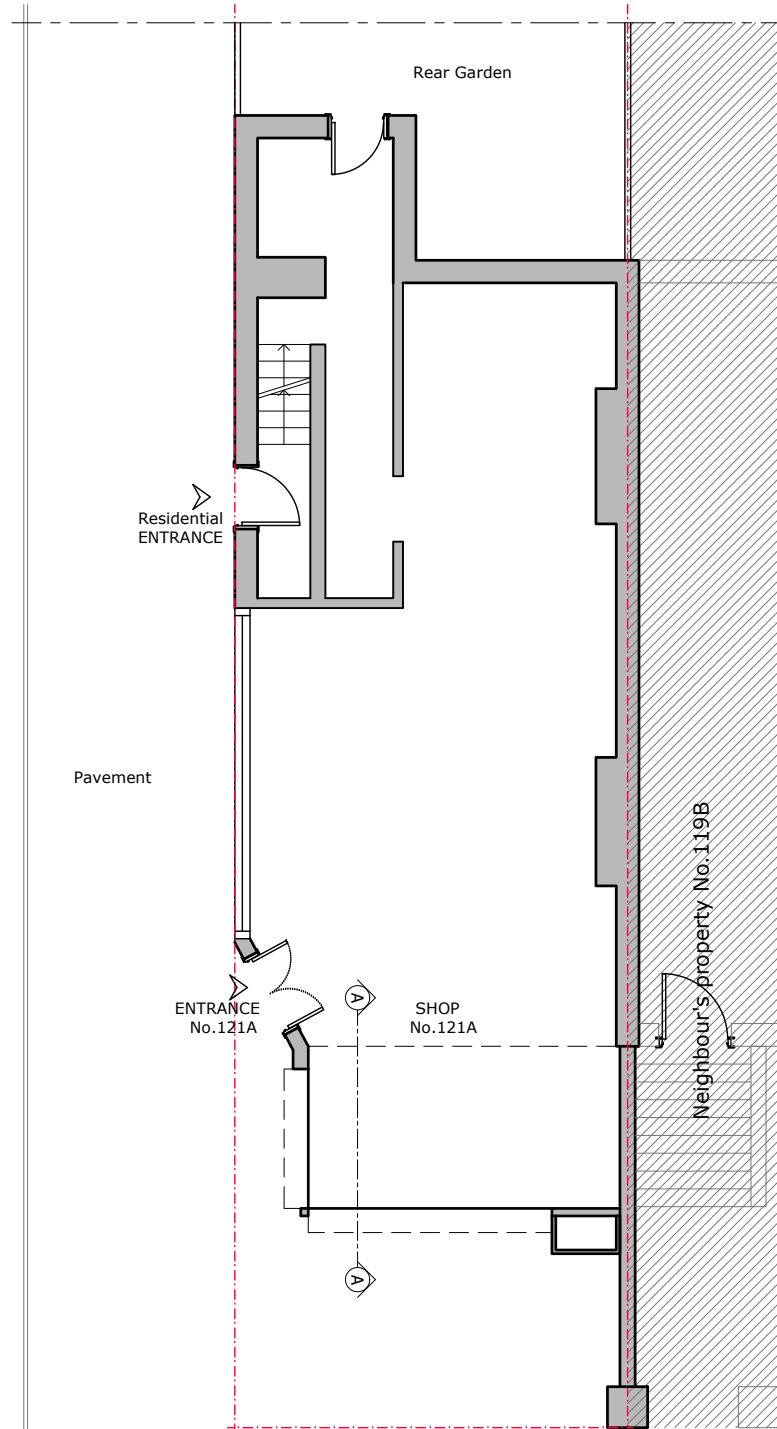 Rear Garden
Residential
ENTRANCE
Pavement
Neighbour's property No.119B
ENTRANCE
No.121A
A
SHOP
No.121A
A